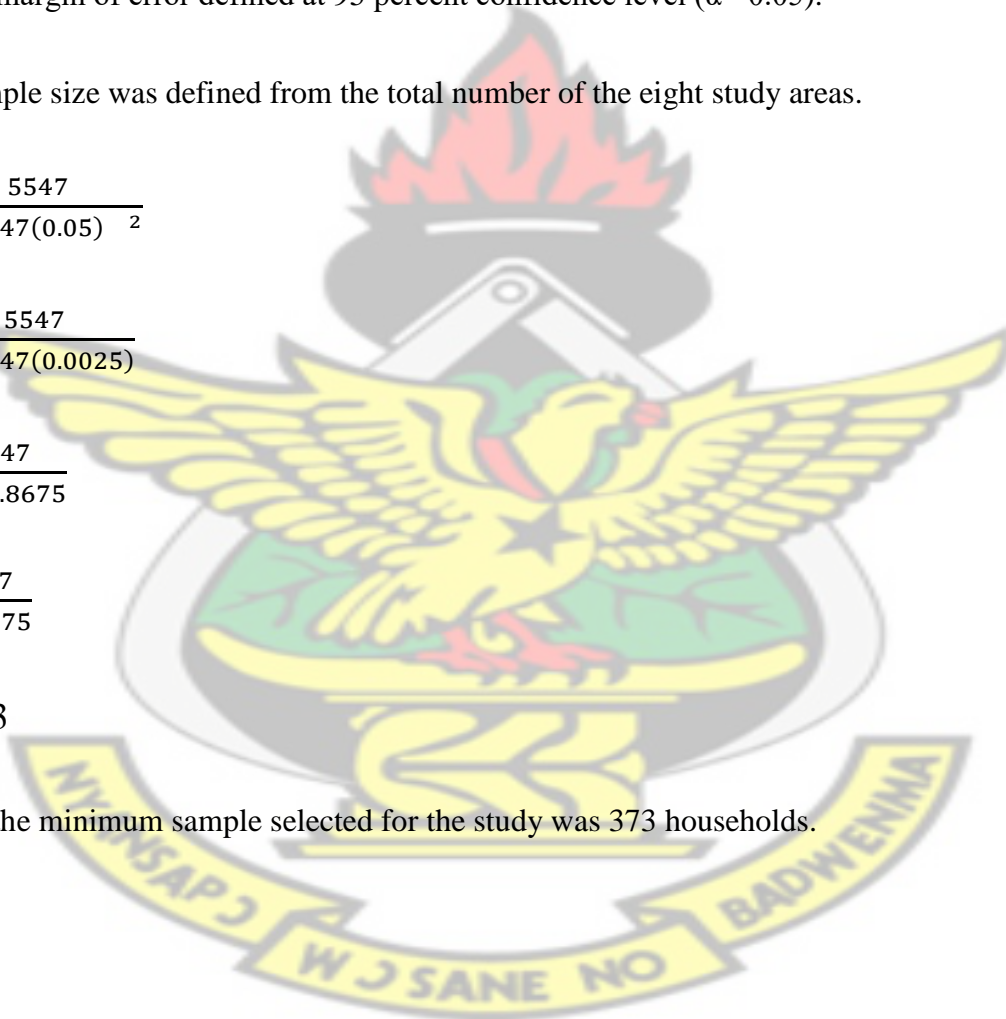 margin of error defined at 95 percent confidence level (α 0.05).
ple size was defined from the total number of the eight study areas.
5547
47(0.05) 2
5547
47(0.0025)
47
.8675
7
75
3
he minimum sample selected for the study was 373 households.
NYANSAPƆ
WƆSANE NO
BADWENMA